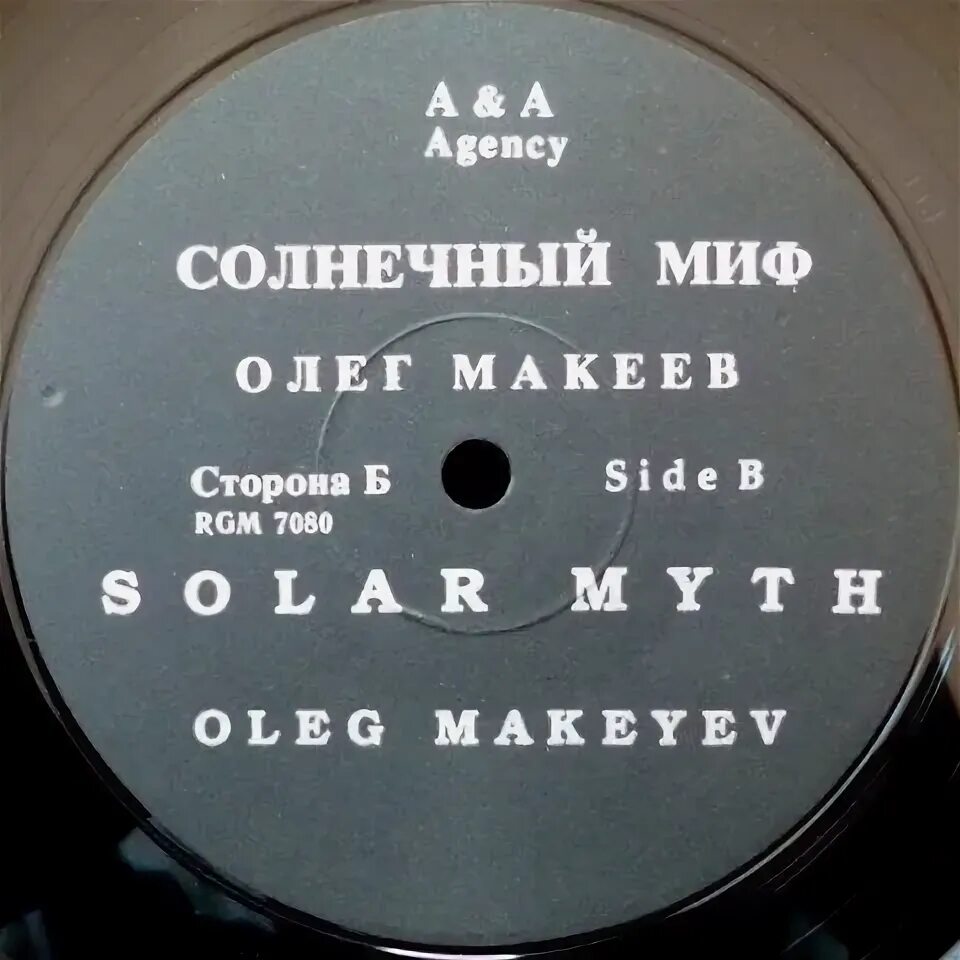 A & A
Agency
СОЛНЕЧНЫЙ МИФ
ОЛЕГ МАКЕЕВ
Сторона Б Side B
RGM 7080
SOLAR MYTH
OLEG MAKEYEV